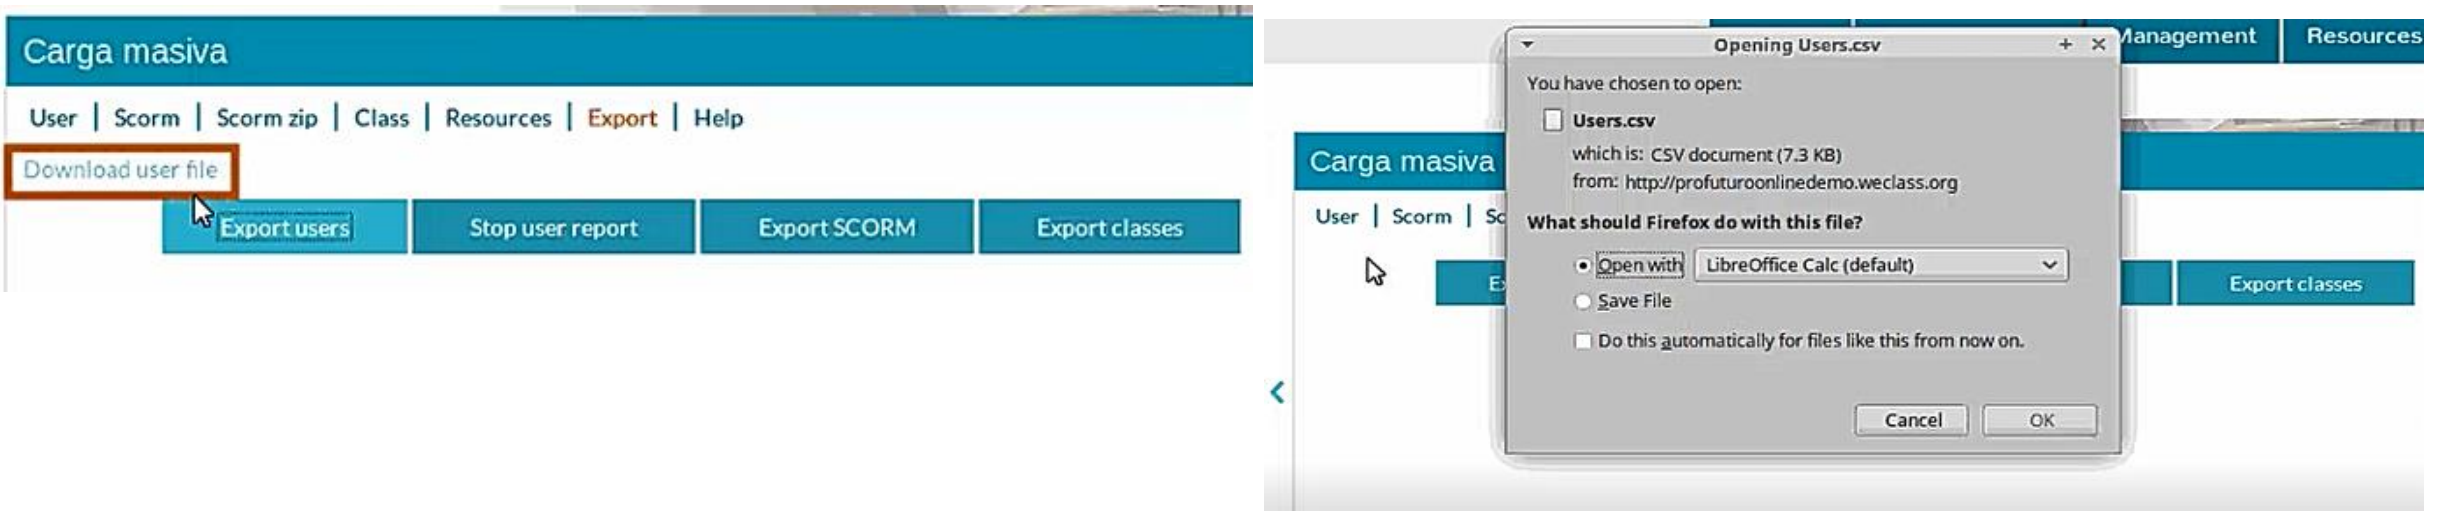 Carga masiva
User | Scorm | Scorm zip | Class | Resources | Export | Help
Download user file
Export users
Stop user report
Export SCORM
Export classes
Management
Resources
Opening Users.csv
You have chosen to open:
Users.csv
which is: CSV document (7.3 KB)
from: http://profuturoonlinedemo.weclass.org
What should Firefox do with this file?
Open with LibreOffice Calc (default)
Save File
Do this automatically for files like this from now on.
Cancel
OK
Carga masiva
User | Scorm |
Export classes